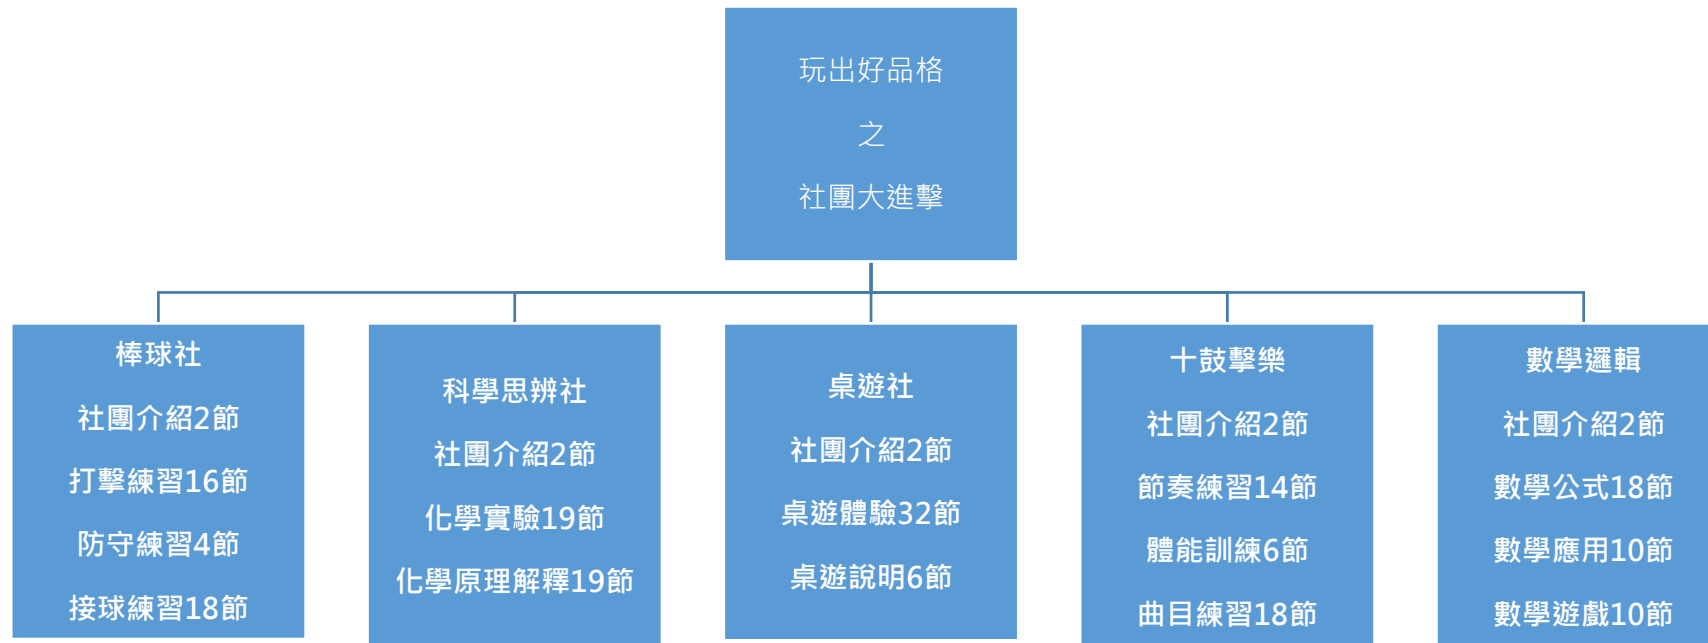 玩出好品格
之
社團大進擊
棒球社
社團介紹2節
打擊練習16節
防守練習4節
接球練習18節
科學思辨社
社團介紹2節
化學實驗19節
化學原理解釋19節
桌遊社
社團介紹2節
桌遊體驗32節
桌遊說明6節
十鼓擊樂
社團介紹2節
節奏練習14節
體能訓練6節
曲目練習18節
數學邏輯
社團介紹2節
數學公式18節
數學應用10節
數學遊戲10節